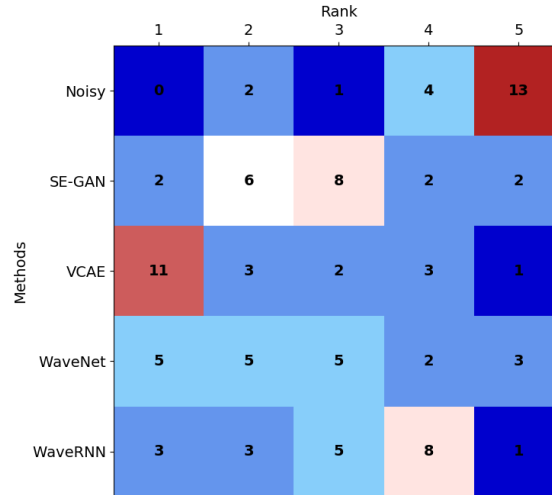 Rank
1 2 3 4 5
Noisy 0 2 1 4 13
SE-GAN 2 6 8 2 2
VCAE 11 3 2 3 1
WaveNet 5 5 5 2 3
WaveRNN 3 3 5 8 1
Methods